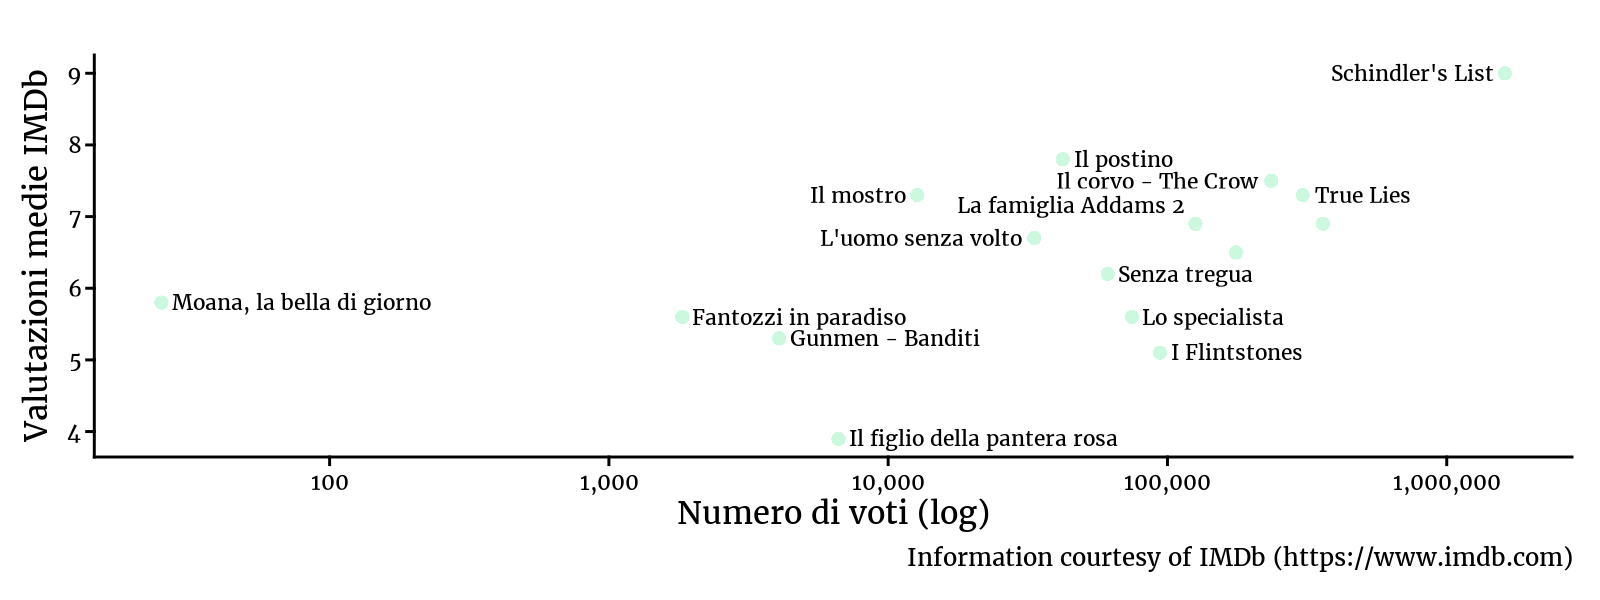 Valutazioni medie IMDb
9
8
7
6
5
4
Schindler's List
Il postino
Il corvo - The Crow
Il mostro
True Lies
La famiglia Addams 2
L'uomo senza volto
Senza tregua
Moana, la bella di giorno
Fantozzi in paradiso
Lo specialista
Gunmen - Banditi
I Flintstones
Il figlio della pantera rosa
100
1,000
10,000
100,000
1,000,000
Numero di voti (log)
Information courtesy of IMDb (https://www.imdb.com)